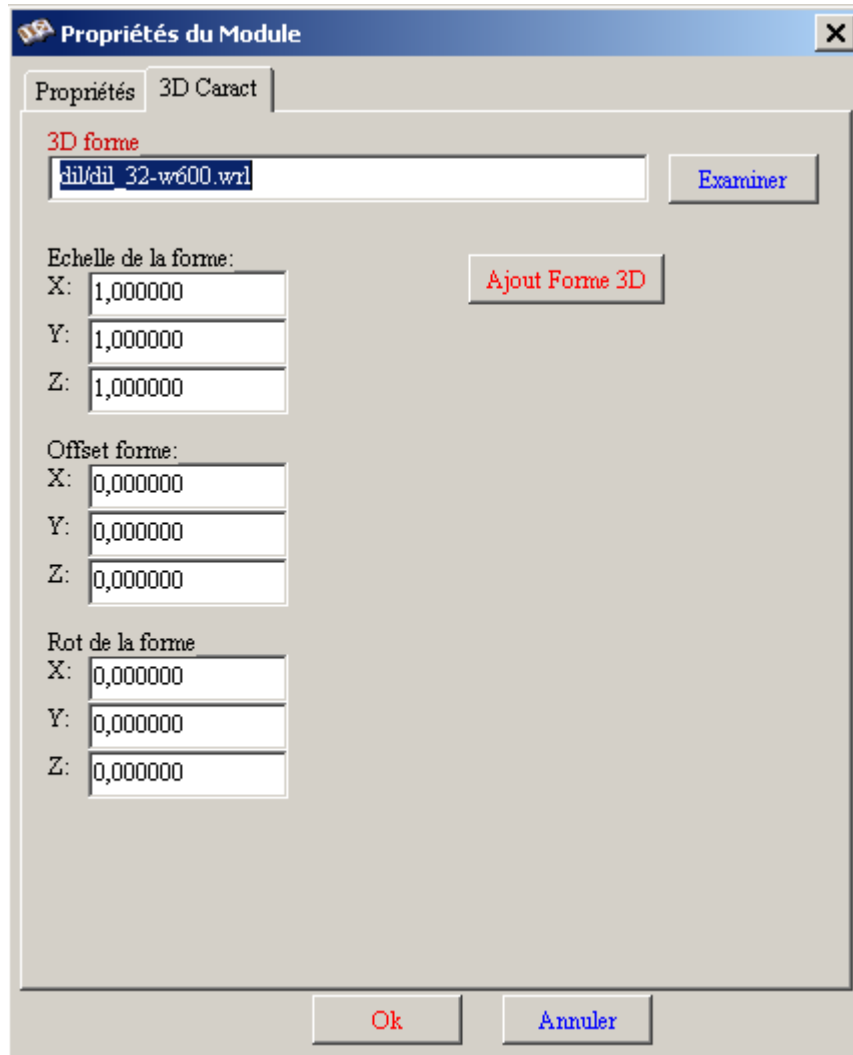 Propriétés du Module
Propriétés 3D Caract
3D forme
dil/dil_32-w600.wrl Examiner
Echelle de la forme:
Ajout Forme 3D
X: 1,000000
Y: 1,000000
Z: 1,000000
Offset forme:
X: 0,000000
Y: 0,000000
Z: 0,000000
Rot de la forme
X: 0,000000
Y: 0,000000
Z: 0,000000
Ok Annuler